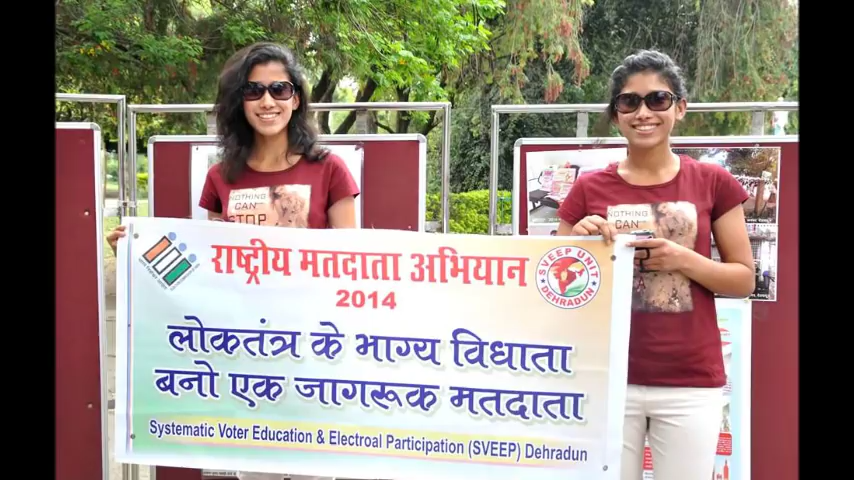 राष्ट्रीय मतदाता अभियान
2014
SVEEP UNIT
DEHRADUN
लोकतंत्र के भाग्य विधाता
बनो एक जागरूक मतदाता
Systematic Voter Education & Electroal Participation (SVEEP) Dehradun
NOTHING
CAN
STOP
NOTHING
CAN